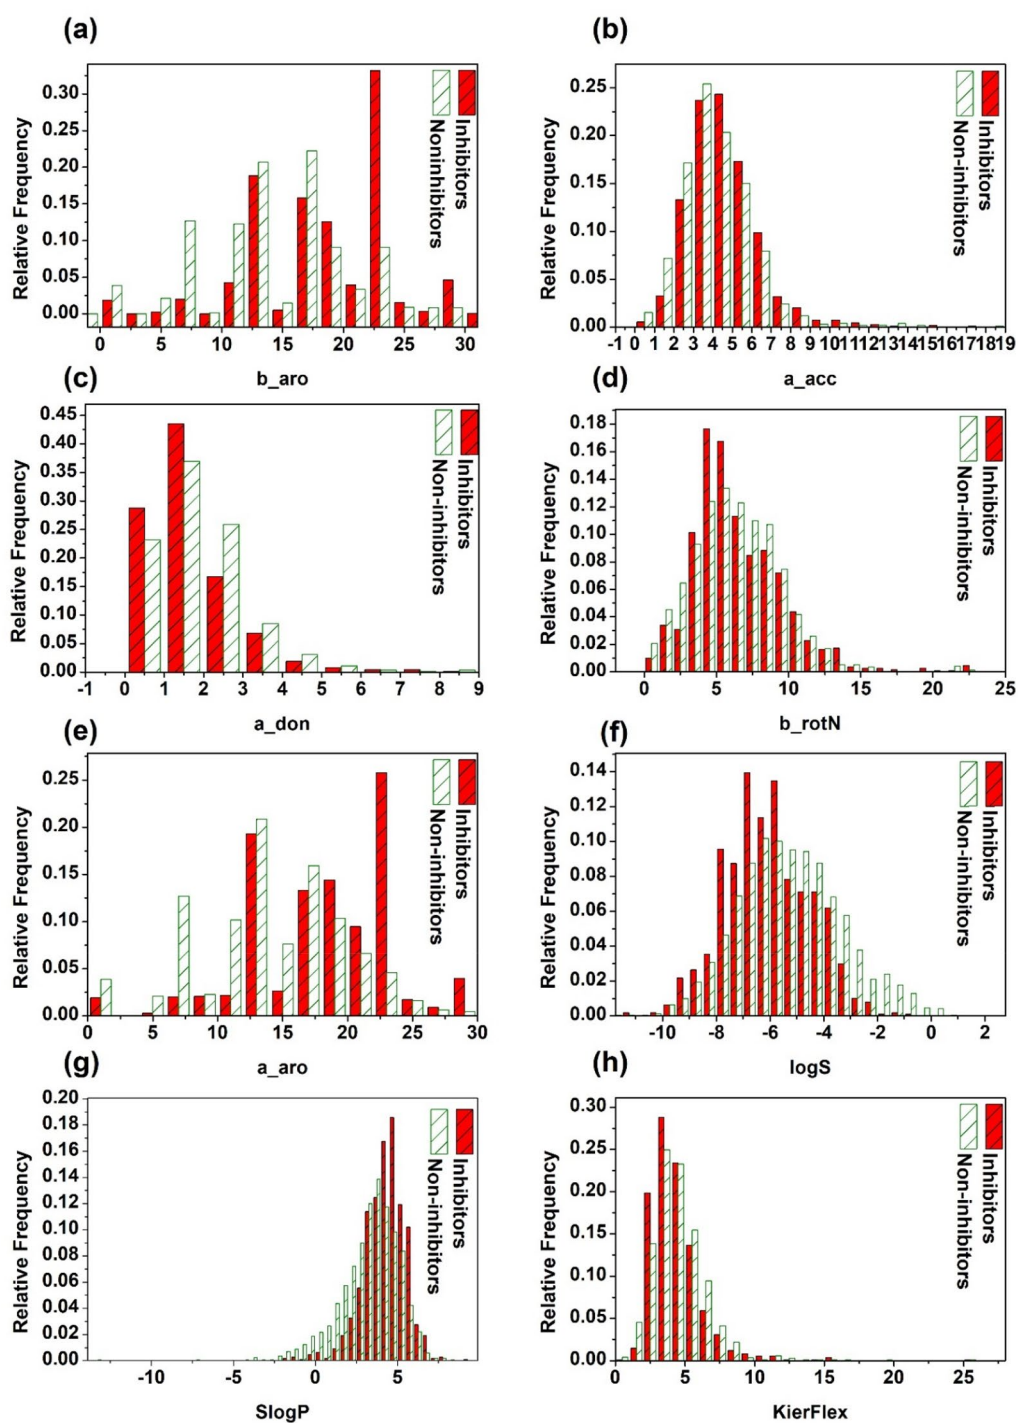 (a)
Relative Frequency
0.30
0.25
0.20
0.15
0.10
0.05
0.00
0 5 10 15 20 25 30
b_aro
Noninhibitors
Inhibitors
(b)
Relative Frequency
0.25
0.20
0.15
0.10
0.05
0.00
-1 0 1 2 3 4 5 6 7 8 9 10 11 12 13 14 15 16 17 18 19
a_acc
Non-inhibitors
Inhibitors
(c)
Relative Frequency
0.45
0.40
0.35
0.30
0.25
0.20
0.15
0.10
0.05
0.00
-1 0 1 2 3 4 5 6 7 8 9
a_don
Non-inhibitors
Inhibitors
(d)
Relative Frequency
0.18
0.16
0.14
0.12
0.10
0.08
0.06
0.04
0.02
0.00
0 5 10 15 20 25
b_rotN
Non-inhibitors
Inhibitors
(e)
Relative Frequency
0.25
0.20
0.15
0.10
0.05
0.00
0 5 10 15 20 25 30
a_aro
Non-inhibitors
Inhibitors
(f)
Relative Frequency
0.14
0.12
0.10
0.08
0.06
0.04
0.02
0.00
-10 -8 -6 -4 -2 0 2
logS
Non-inhibitors
Inhibitors
(g)
Relative Frequency
0.20
0.18
0.16
0.14
0.12
0.10
0.08
0.06
0.04
0.02
0.00
-10 -5 0 5
SlogP
Non-inhibitors
Inhibitors
(h)
Relative Frequency
0.30
0.25
0.20
0.15
0.10
0.05
0.00
0 5 10 15 20 25
KierFlex
Non-inhibitors
Inhibitors